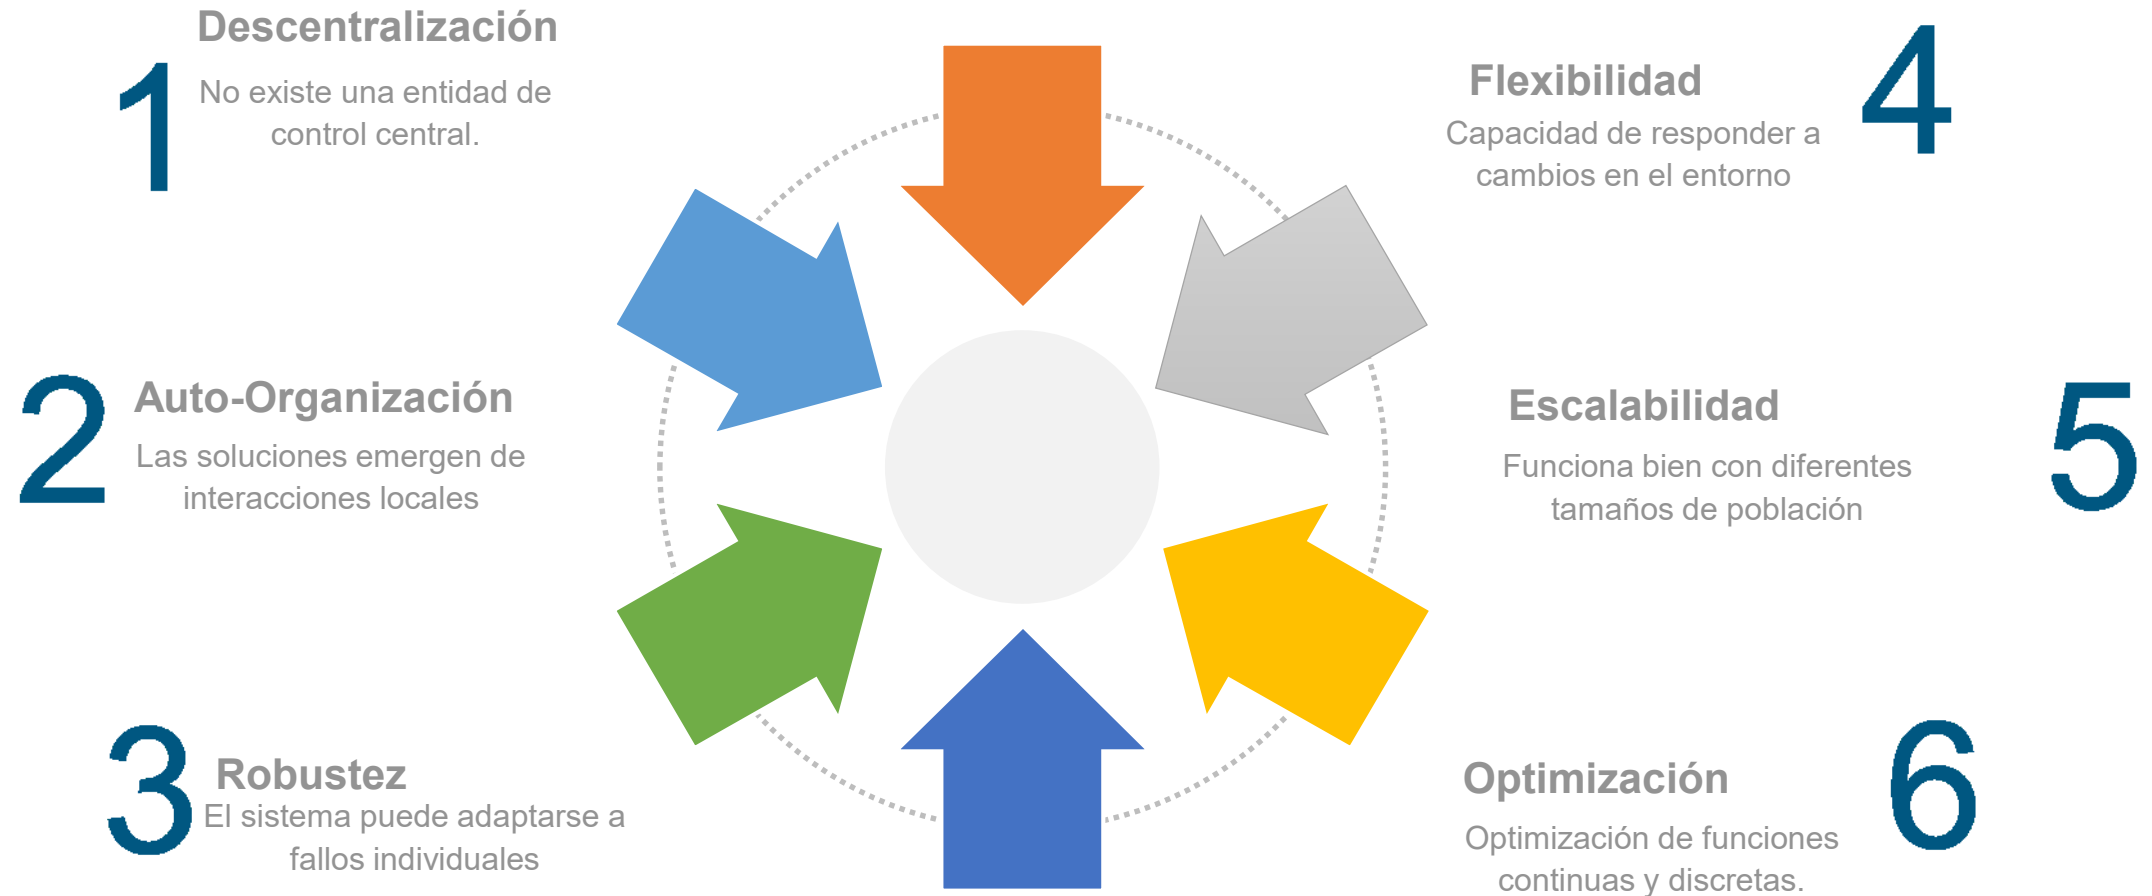 1
Descentralización
No existe una entidad de
control central.
2
Auto-Organización
Las soluciones emergen de
interacciones locales
3
Robustez
El sistema puede adaptarse a
fallos individuales
4
Flexibilidad
Capacidad de responder a
cambios en el entorno
5
Escalabilidad
Funciona bien con diferentes
tamaños de población
6
Optimización
Optimización de funciones
continuas y discretas.